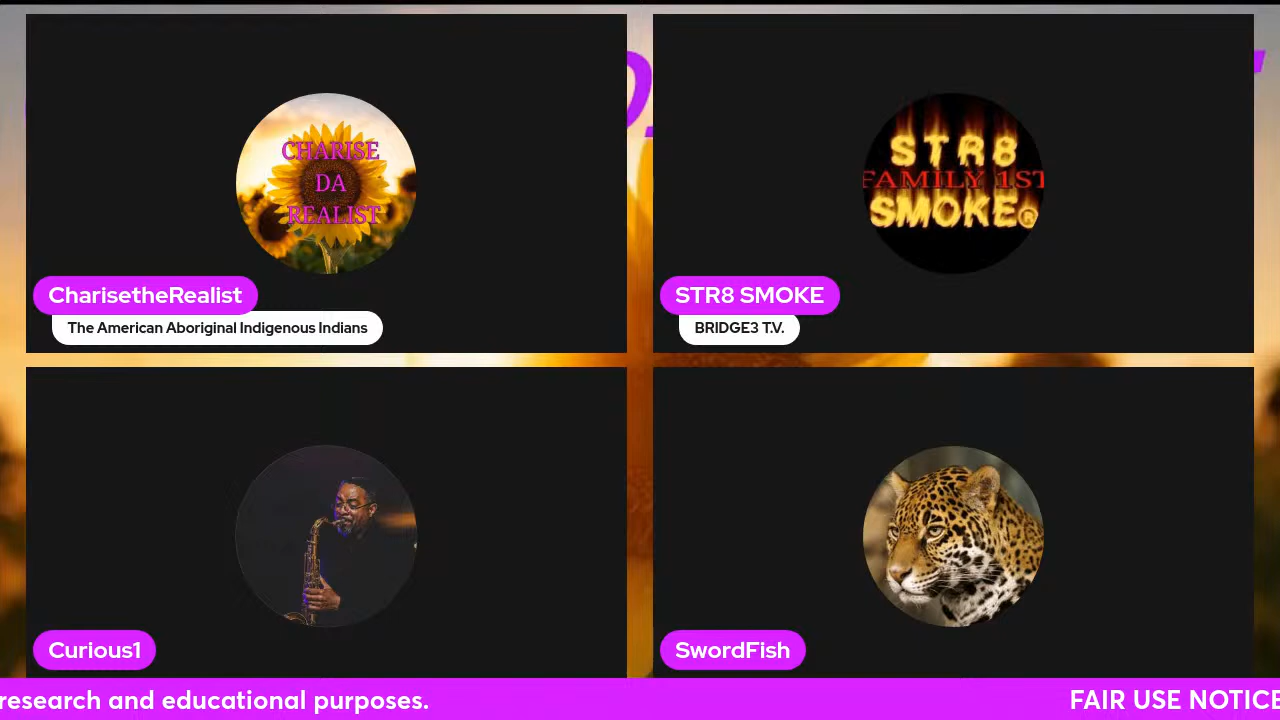 CHARISE
DA
REALIST
CharisetheRealist
The American Aboriginal Indigenous Indians
STR8
FAMILY 1ST
SMOKE®
STR8 SMOKE
BRIDGE3 T.V.
Curious1
SwordFish
research and educational purposes.
FAIR USE NOTICE